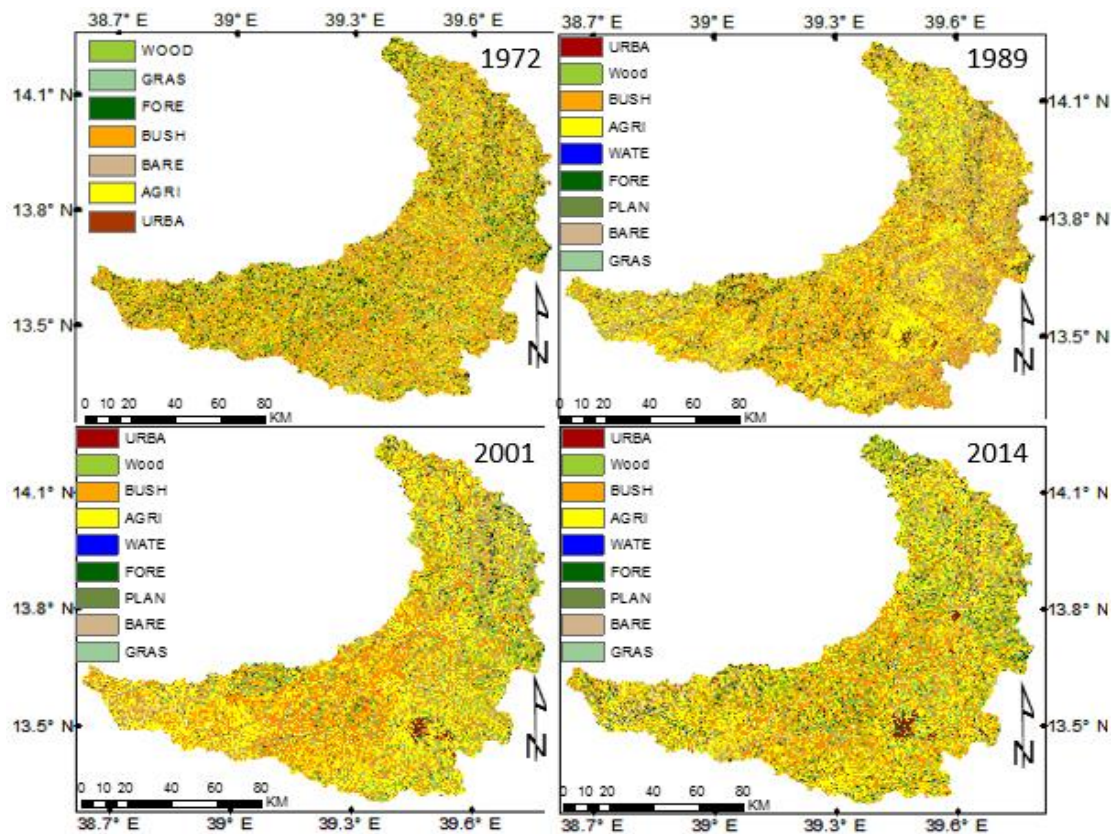 38.7° E 39° E 39.3° E 39.6° E
38.7° E 39° E 39.3° E 39.6° E
1972
WOOD
GRAS
FORE
BUSH
BARE
AGRI
URBA
14.1° N
13.8° N
13.5° N
N
0 10 20 40 60 80
KM
1989
URBA
Wood
BUSH
AGRI
WATE
FORE
PLAN
BARE
GRAS
14.1° N
13.8° N
13.5° N
N
0 10 20 40 60 80
KM
2001
URBA
Wood
BUSH
AGRI
WATE
FORE
PLAN
BARE
GRAS
14.1° N
13.8° N
13.5° N
N
0 10 20 40 60 80
KM
2014
URBA
Wood
BUSH
AGRI
WATE
FORE
PLAN
BARE
GRAS
14.1° N
13.8° N
13.5° N
N
0 10 20 40 60 80
KM
38.7° E 39° E 39.3° E 39.6° E
38.7° E 39° E 39.3° E 39.6° E